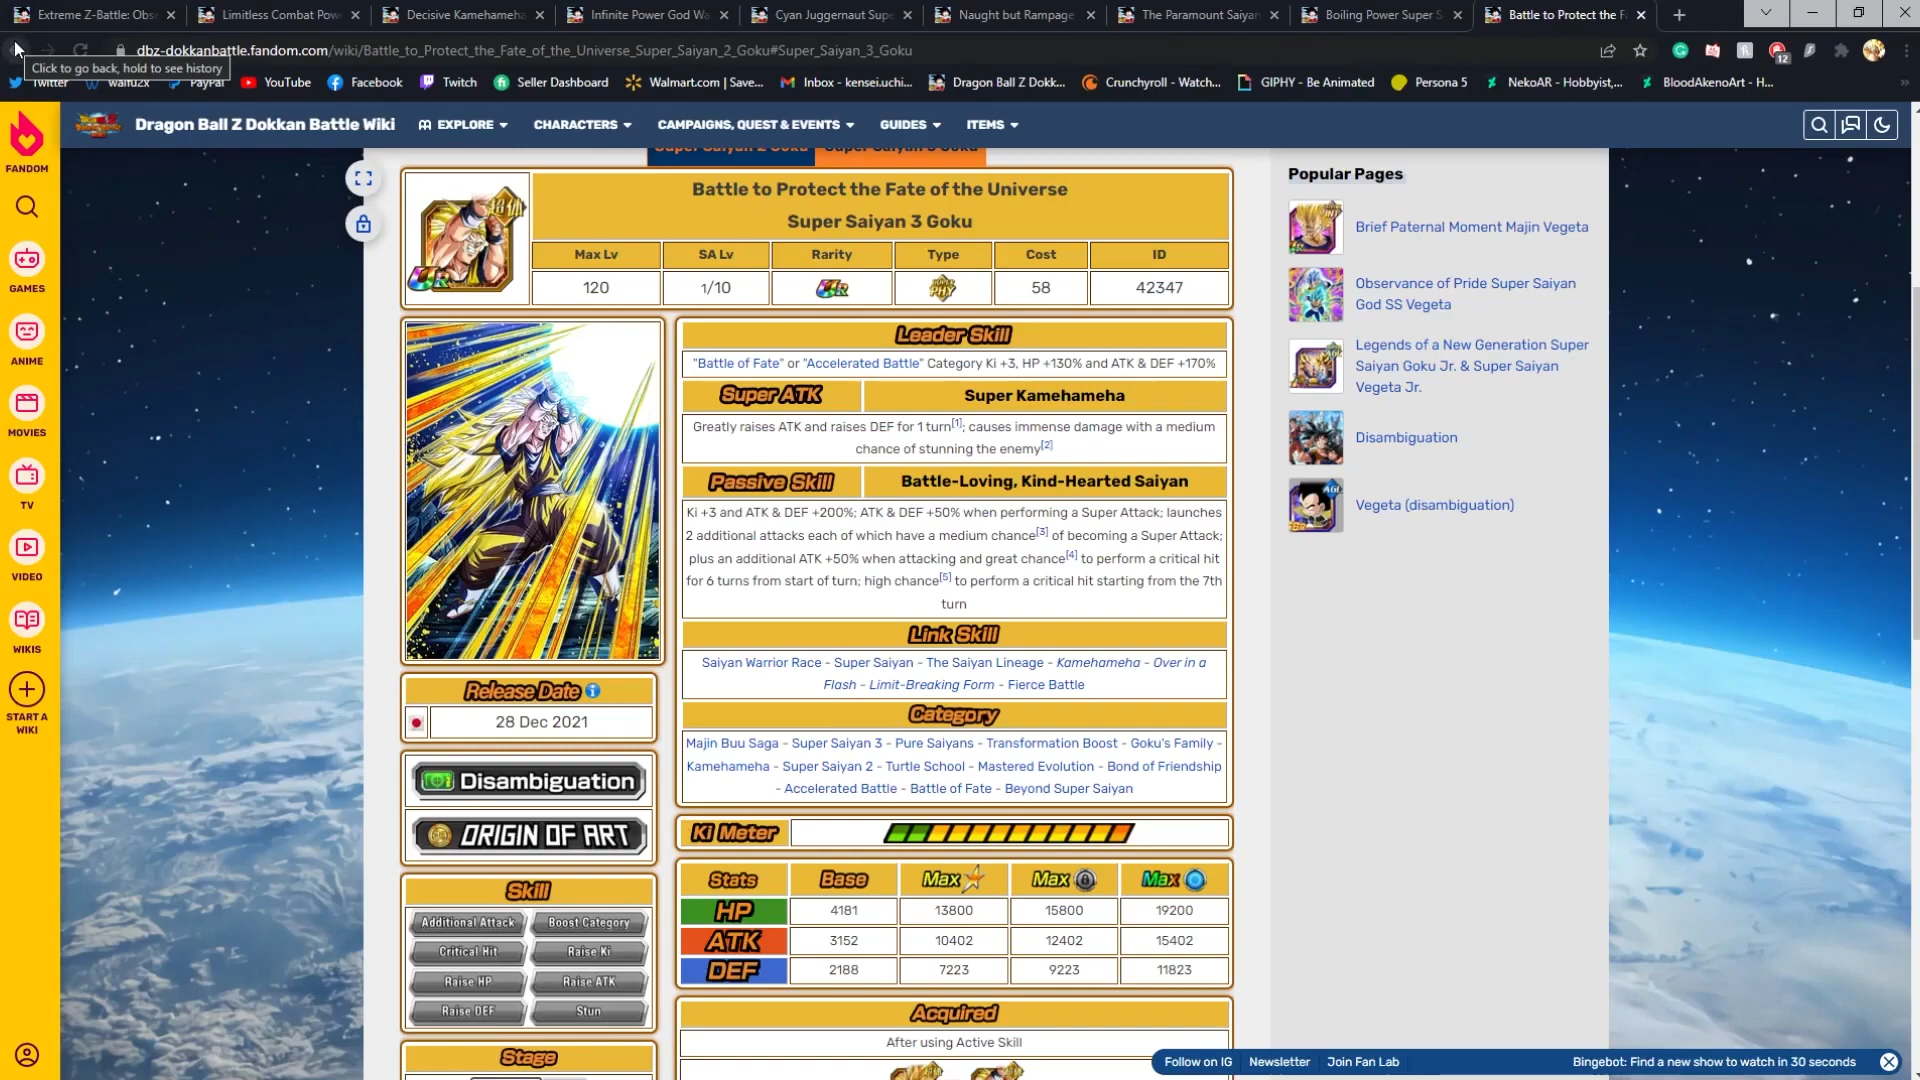 Extreme Z-Battle: Obs
Limitless Combat Pow
Decisive Kamehameha
Infinite Power God Wa
Cyan Juggernaut Supe
Naught but Rampage
The Paramount Saiyan
Boiling Power Super S
Battle to Protect the F
dbz-dokkanbattle.fandom.com/wiki/Battle_to_Protect_the_Fate_of_the_Universe_Super_Saiyan_2_Goku#Super_Saiyan_3_Goku
12
Click to go back, hold to see history
Twitter
waifu2x
PayPal
YouTube
Facebook
Twitch
Seller Dashboard
Walmart.com | Save...
Inbox - kensei.uchi...
Dragon Ball Z Dokk...
Crunchyroll - Watch...
GIPHY - Be Animated
Persona 5
NekoAR - Hobbyist,...
BloodAkenoArt - H...
Dragon Ball Z Dokkan Battle Wiki
EXPLORE
CHARACTERS
CAMPAIGNS, QUEST & EVENTS
GUIDES
ITEMS
FANDOM
GAMES
ANIME
MOVIES
TV
VIDEO
WIKIS
START A
WIKI
Super Saiyan 2 Goku
Super Saiyan 3 Goku
Battle to Protect the Fate of the Universe
Super Saiyan 3 Goku
Max Lv SA Lv Rarity Type Cost ID
120 1/10 UR SUPER PHY 58 42347
Leader Skill
"Battle of Fate" or "Accelerated Battle" Category Ki +3, HP +130% and ATK & DEF +170%
Super ATK
Super Kamehameha
Greatly raises ATK and raises DEF for 1 turn[1]; causes immense damage with a medium
chance of stunning the enemy[2]
Passive Skill
Battle-Loving, Kind-Hearted Saiyan
Ki +3 and ATK & DEF +200%; ATK & DEF +50% when performing a Super Attack; launches
2 additional attacks each of which have a medium chance[3] of becoming a Super Attack;
plus an additional ATK +50% when attacking and great chance[4] to perform a critical hit
for 6 turns from start of turn; high chance[5] to perform a critical hit starting from the 7th
turn
Link Skill
Saiyan Warrior Race - Super Saiyan - The Saiyan Lineage - Kamehameha - Over in a
Flash - Limit-Breaking Form - Fierce Battle
Category
Majin Buu Saga - Super Saiyan 3 - Pure Saiyans - Transformation Boost - Goku's Family -
Kamehameha - Super Saiyan 2 - Turtle School - Mastered Evolution - Bond of Friendship
- Accelerated Battle - Battle of Fate - Beyond Super Saiyan
Ki Meter
Stats Base Max Max Max
HP 4181 13800 15800 19200
ATK 3152 10402 12402 15402
DEF 2188 7223 9223 11823
Acquired
After using Active Skill
Release Date
28 Dec 2021
Disambiguation
ORIGIN OF ART
Skill
Additional Attack
Boost Category
Critical Hit
Raise Ki
Raise HP
Raise ATK
Raise DEF
Stun
Stage
Popular Pages
Brief Paternal Moment Majin Vegeta
Observance of Pride Super Saiyan
God SS Vegeta
Legends of a New Generation Super
Saiyan Goku Jr. & Super Saiyan
Vegeta Jr.
Disambiguation
Vegeta (disambiguation)
Follow on IG
Newsletter
Join Fan Lab
Bingebot: Find a new show to watch in 30 seconds